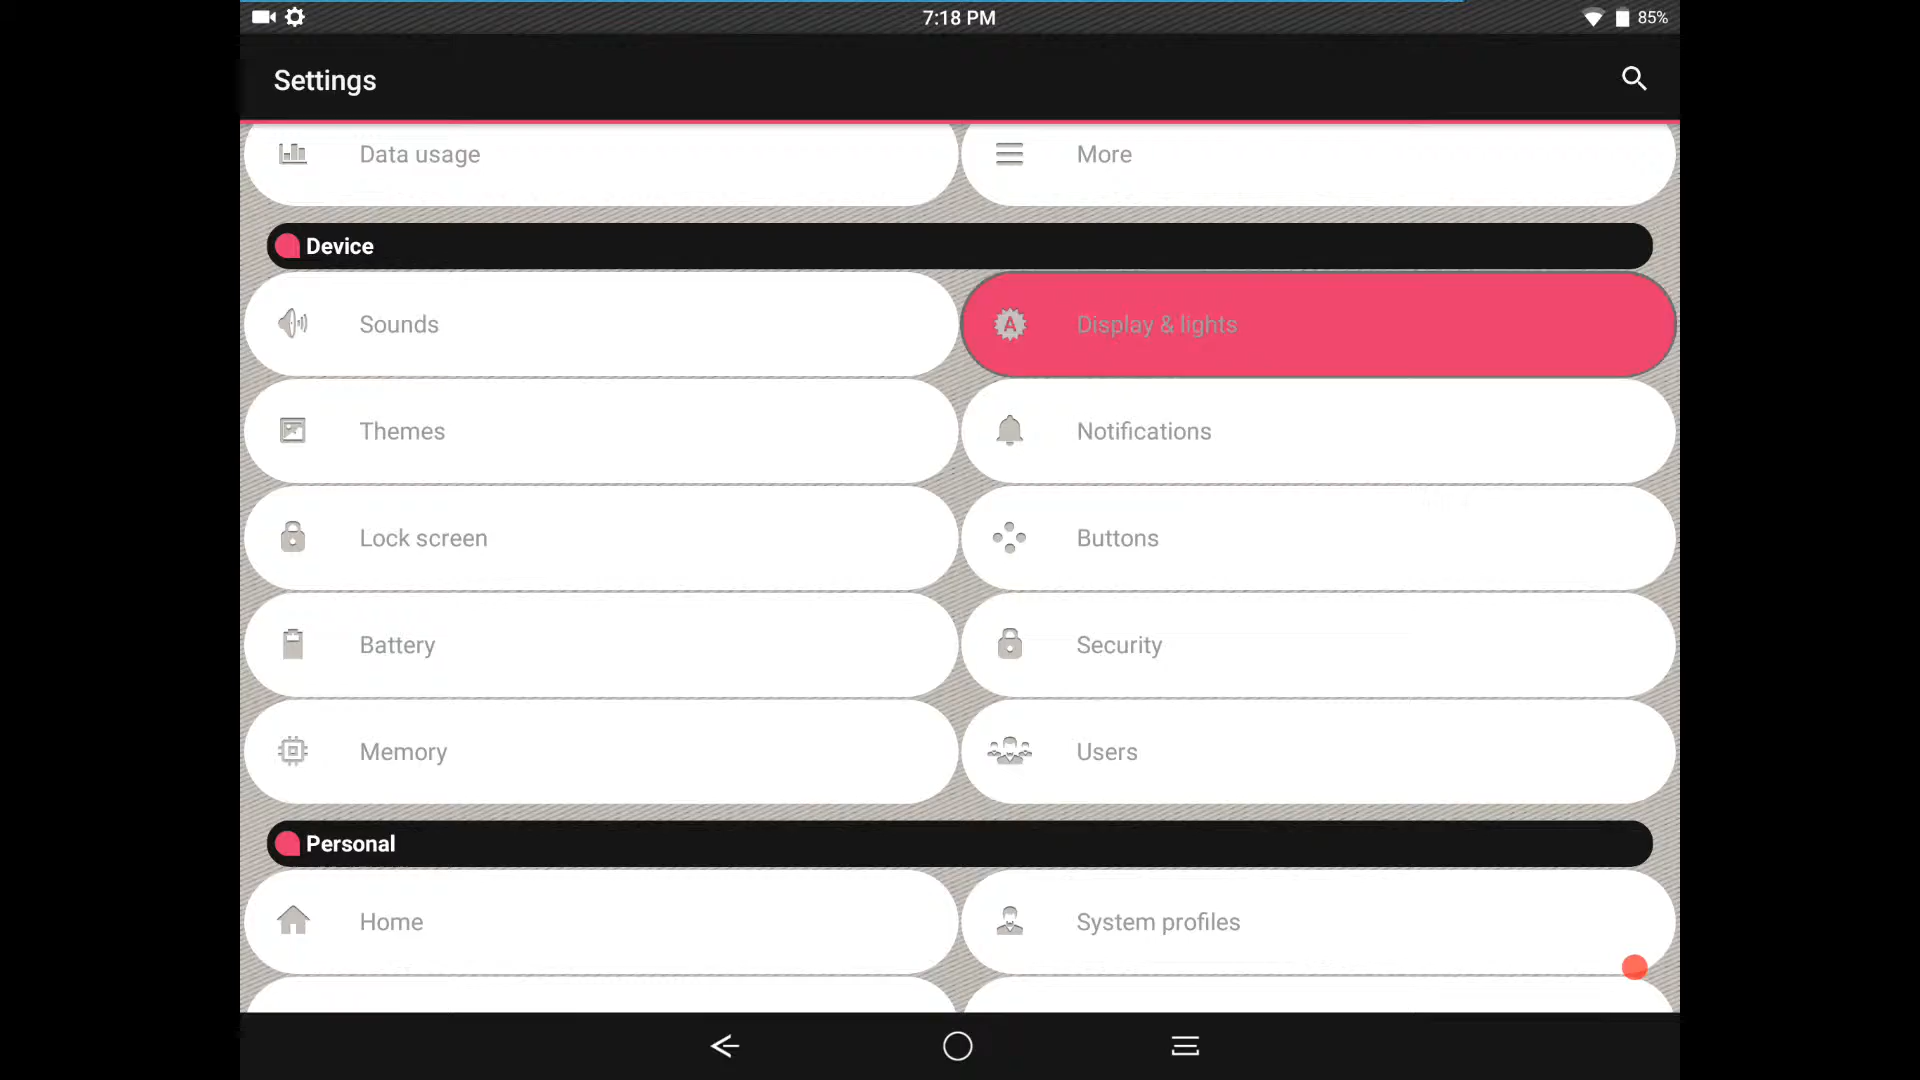 7:18 PM
85%
Settings
Data usage
More
Device
Sounds
Display & lights
Themes
Notifications
Lock screen
Buttons
Battery
Security
Memory
Users
Personal
Home
System profiles